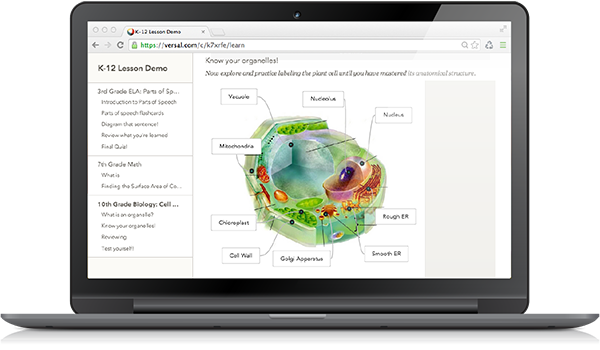 K-12 Lesson Demo
https://versal.com/c/k7xrfe/learn
K-12 Lesson Demo
3rd Grade ELA: Parts of Spe...
Introduction to Parts of Speech
Parts of speech flashcards
Diagram that sentence!
Review what you're learned
Final Quiz!
7th Grade Math
What is
Finding the Surface Area of Co...
10th Grade Biology: Cell ...
What is an organelle?
Know your organelles!
Reviewing
Test yourself!
Know your organelles!
Now explore and practice labeling the plant cell until you have mastered its anatomical structure.
Vacuole
Nucleolus
Nucleus
Mitochondria
Chloroplast
Rough ER
Cell Wall
Golgi Apparatus
Smooth ER